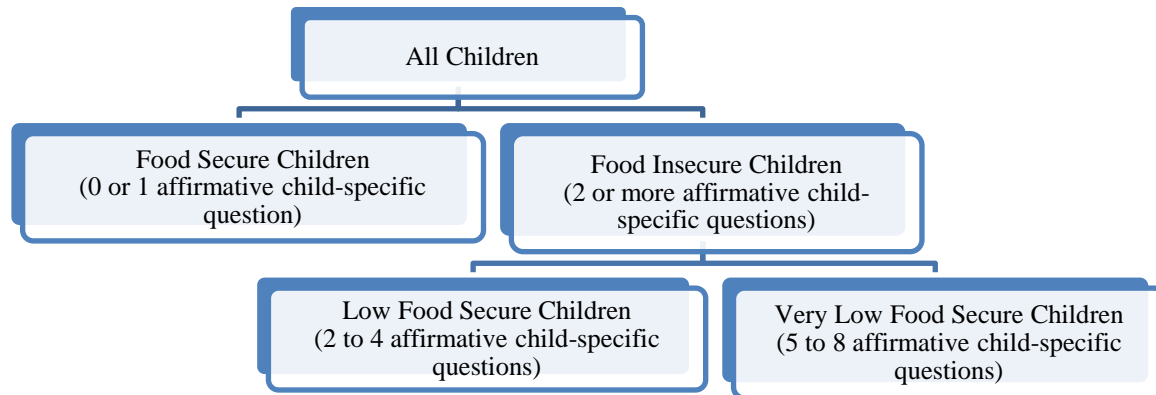 All Children
Food Secure Children
(0 or 1 affirmative child-specific
question)
Food Insecure Children
(2 or more affirmative child-
specific questions)
Low Food Secure Children
(2 to 4 affirmative child-specific
questions)
Very Low Food Secure Children
(5 to 8 affirmative child-specific
questions)